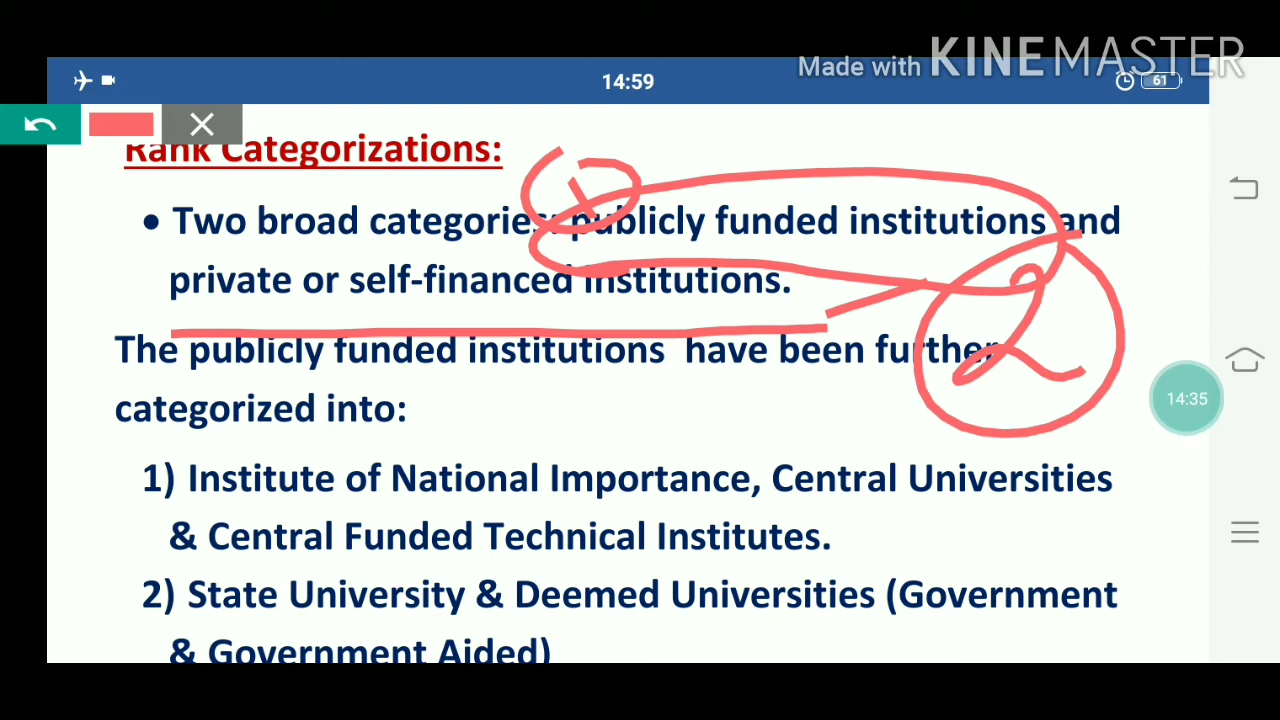 Made with KINEMASTER
14:59
61
Rank Categorizations:
• Two broad categories: publicly funded institutions and
private or self-financed institutions.
2
The publicly funded institutions have been further
categorized into:
14:35
1) Institute of National Importance, Central Universities
& Central Funded Technical Institutes.
2) State University & Deemed Universities (Government
& Government Aided)